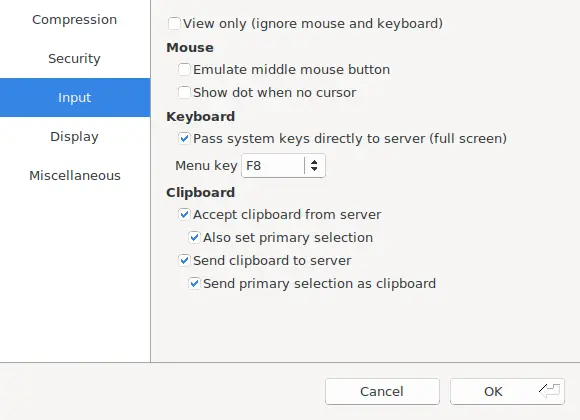 Compression
Security
Input
Display
Miscellaneous
View only (ignore mouse and keyboard)
Mouse
Emulate middle mouse button
Show dot when no cursor
Keyboard
Pass system keys directly to server (full screen)
Menu key F8
Clipboard
Accept clipboard from server
Also set primary selection
Send clipboard to server
Send primary selection as clipboard
Cancel OK